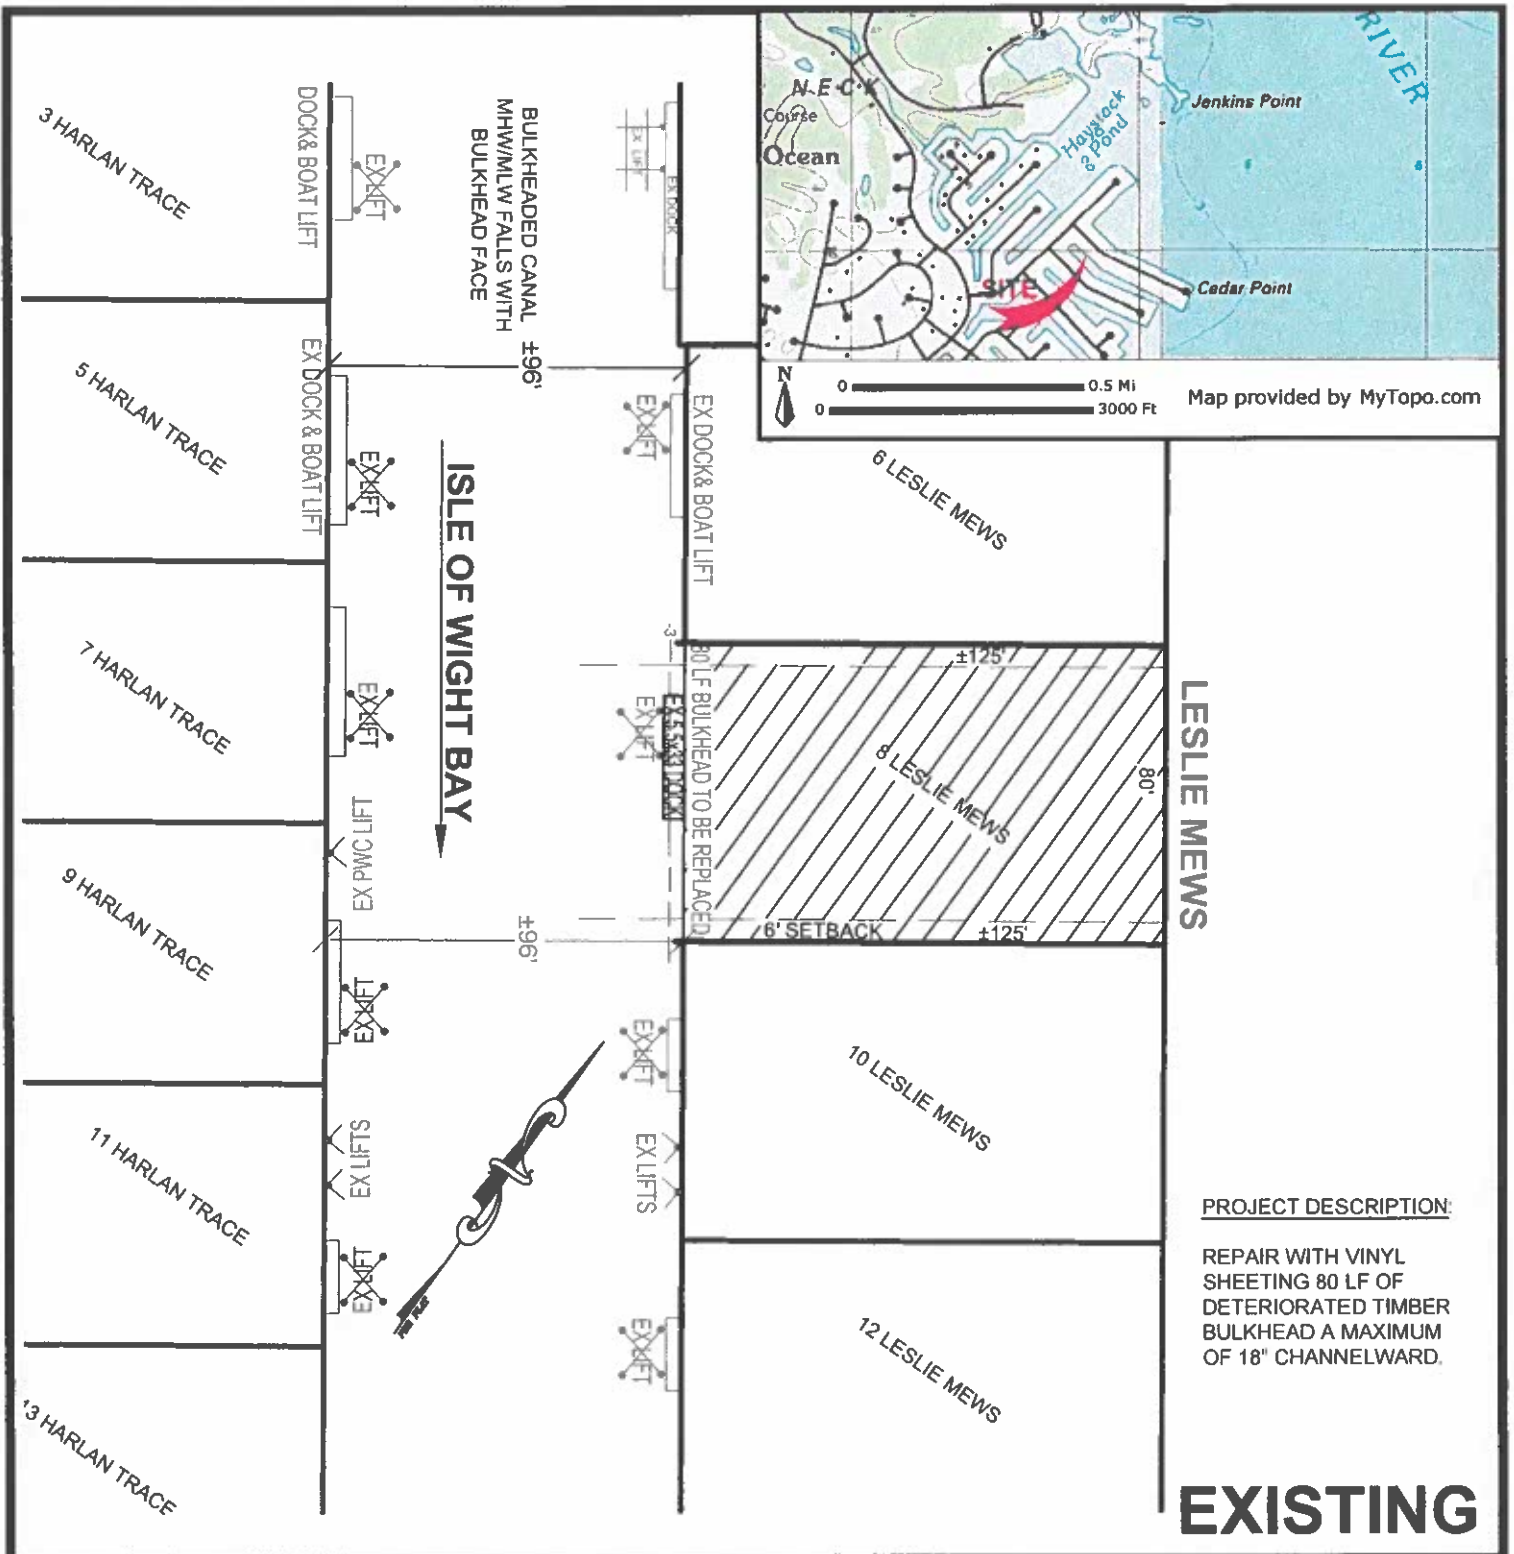 RIVER
NECK
Course
Ocean
Jenkins Point
Haystack
Pond
SITE
Cedar Point
N
0
0.5 Mi
0
3000 Ft
Map provided by MyTopo.com
3 HARLAN TRACE
DOCK& BOAT LIFT
EX LIFT
BULKHEADED CANAL
MHW/MLW FALLS WITH
BULKHEAD FACE
EX LIFT
EX DOCK
5 HARLAN TRACE
EX DOCK & BOAT LIFT
EX LIFT
±96'
EX LIFT
EX DOCK& BOAT LIFT
6 LESLIE MEWS
ISLE OF WIGHT BAY
7 HARLAN TRACE
EX LIFT
-3
EX LIFT
EX 5.5x33 DOCK
80 LF BULKHEAD TO BE REPLACED
±125'
8 LESLIE MEWS
80'
LESLIE MEWS
6' SETBACK
±125'
9 HARLAN TRACE
EX PWC LIFT
EX LIFT
±96'
EX LIFT
10 LESLIE MEWS
11 HARLAN TRACE
EX LIFTS
EX LIFT
EX LIFTS
EX LIFT
12 LESLIE MEWS
13 HARLAN TRACE
PROJECT DESCRIPTION:
REPAIR WITH VINYL
SHEETING 80 LF OF
DETERIORATED TIMBER
BULKHEAD A MAXIMUM
OF 18" CHANNELWARD.
EXISTING